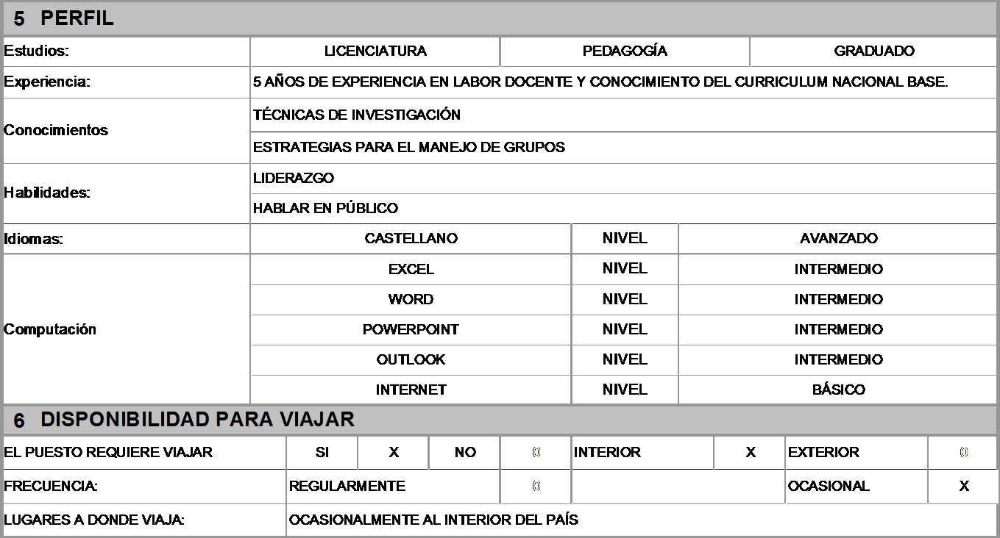 5 PERFIL
Estudios: LICENCIATURA PEDAGOGÍA GRADUADO
Experiencia: 5 AÑOS DE EXPERIENCIA EN LABOR DOCENTE Y CONOCIMIENTO DEL CURRICULUM NACIONAL BASE.
Conocimientos
TÉCNICAS DE INVESTIGACIÓN
ESTRATEGIAS PARA EL MANEJO DE GRUPOS
Habilidades:
LIDERAZGO
HABLAR EN PÚBLICO
Idiomas: CASTELLANO NIVEL AVANZADO
Computación
EXCEL NIVEL INTERMEDIO
WORD NIVEL INTERMEDIO
POWERPOINT NIVEL INTERMEDIO
OUTLOOK NIVEL INTERMEDIO
INTERNET NIVEL BÁSICO
6 DISPONIBILIDAD PARA VIAJAR
EL PUESTO REQUIERE VIAJAR SI X NO 0 INTERIOR X EXTERIOR 0
FRECUENCIA: REGULARMENTE 0 OCASIONAL X
LUGARES A DONDE VIAJA: OCASIONALMENTE AL INTERIOR DEL PAÍS